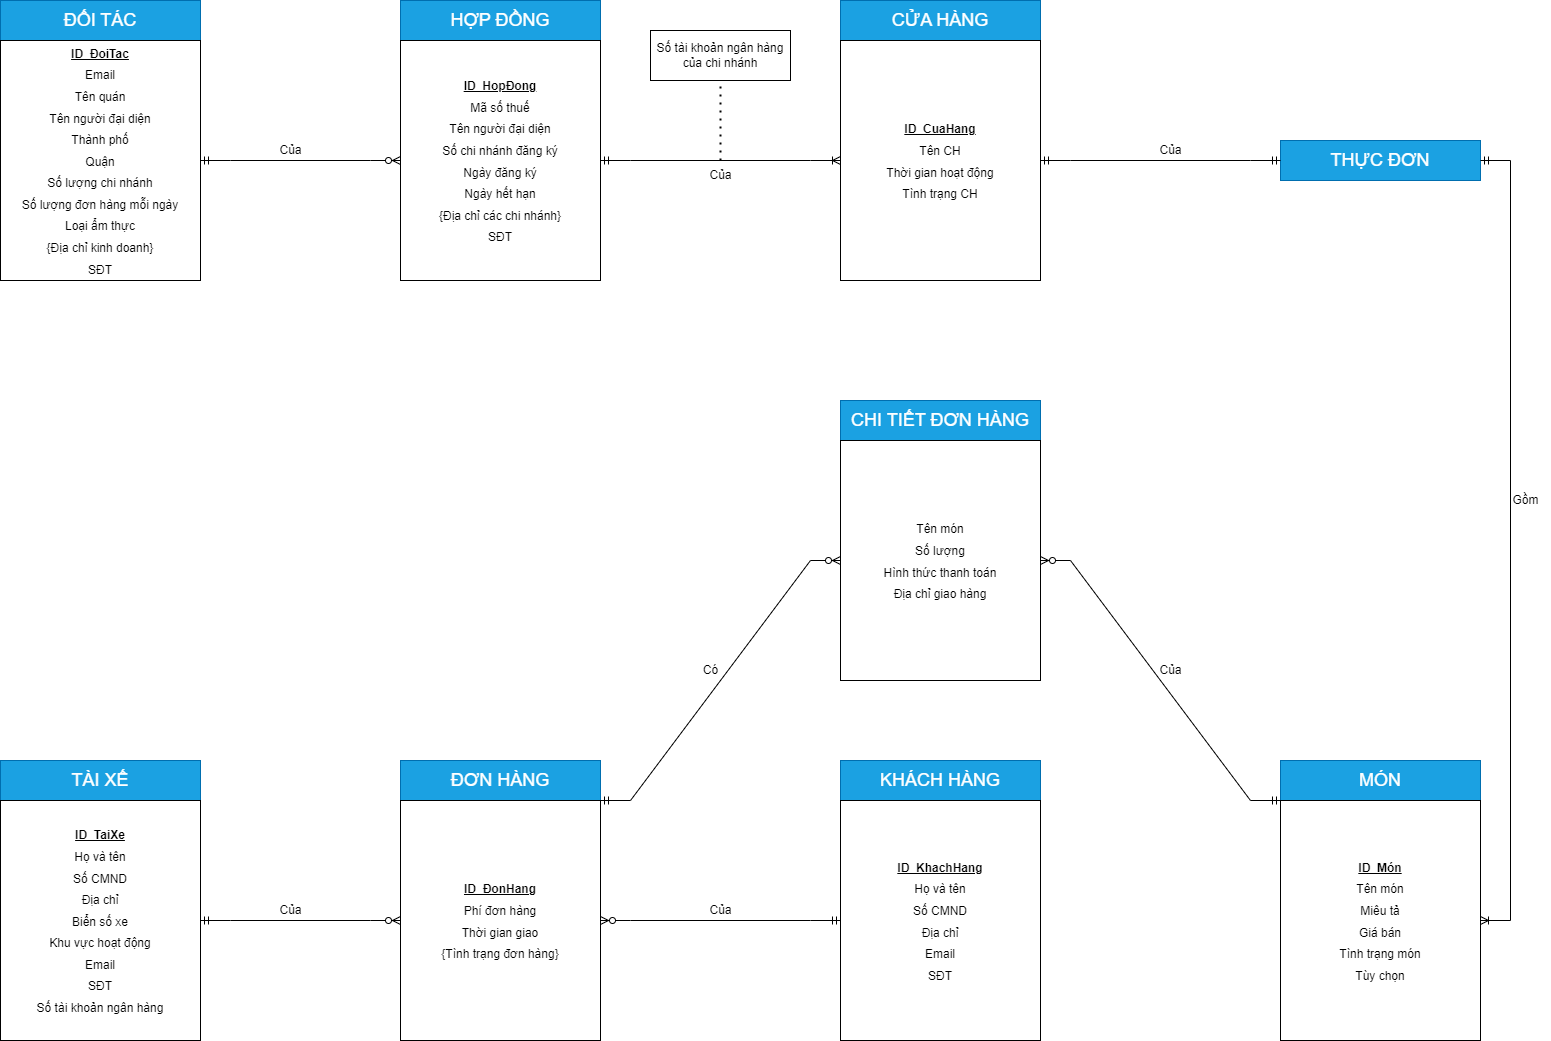 ĐỐI TÁC
ID_ĐoiTac
Email
Tên quán
Tên người đại diện
Thành phố
Quận
Số lượng chi nhánh
Số lượng đơn hàng mỗi ngày
Loại ẩm thực
{Địa chỉ kinh doanh}
SĐT
Của
HỢP ĐỒNG
ID_HopĐong
Mã số thuế
Tên người đại diện
Số chi nhánh đăng ký
Ngày đăng ký
Ngày hết hạn
{Địa chỉ các chi nhánh}
SĐT
Số tài khoản ngân hàng
của chi nhánh
Của
CỬA HÀNG
ID_CuaHang
Tên CH
Thời gian hoạt động
Tình trạng CH
Của
THỰC ĐƠN
Gồm
CHI TIẾT ĐƠN HÀNG
Tên món
Số lượng
Hình thức thanh toán
Địa chỉ giao hàng
Có
Của
TÀI XẾ
ID_TaiXe
Họ và tên
Số CMND
Địa chỉ
Biển số xe
Khu vực hoạt động
Email
SĐT
Số tài khoản ngân hàng
Của
ĐƠN HÀNG
ID_ĐonHang
Phí đơn hàng
Thời gian giao
{Tình trạng đơn hàng}
Của
KHÁCH HÀNG
ID_KhachHang
Họ và tên
Số CMND
Địa chỉ
Email
SĐT
MÓN
ID_Món
Tên món
Miêu tả
Giá bán
Tình trạng món
Tùy chọn